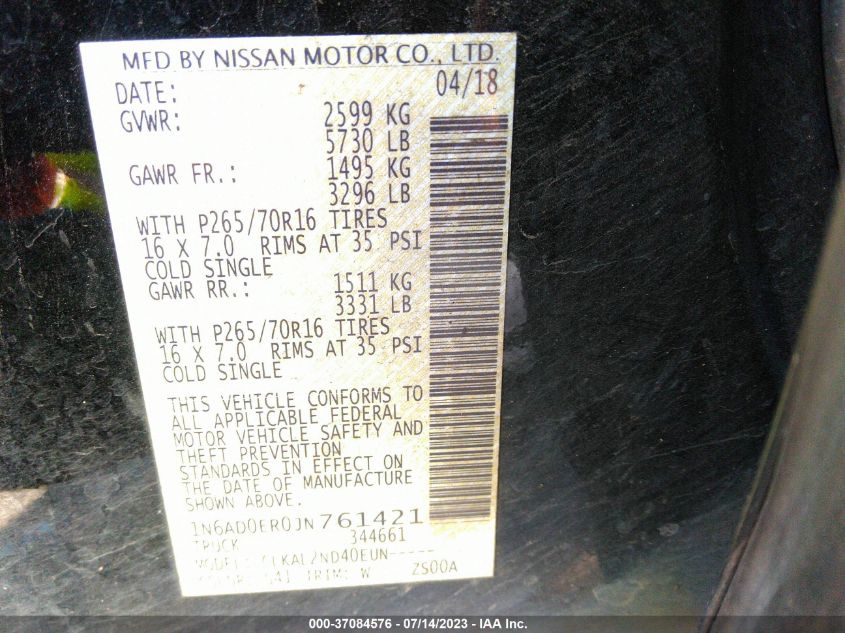 MFD BY NISSAN MOTOR CO., LTD.
DATE: 04/18
GVWR: 2599 KG
5730 LB
GAWR FR.: 1495 KG
3296 LB
WITH P265/70R16 TIRES
16 X 7.0 RIMS AT 35 PSI
COLD SINGLE
GAWR RR.: 1511 KG
3331 LB
WITH P265/70R16 TIRES
16 X 7.0 RIMS AT 35 PSI
COLD SINGLE
THIS VEHICLE CONFORMS TO
ALL APPLICABLE FEDERAL
MOTOR VEHICLE SAFETY AND
THEFT PREVENTION
STANDARDS IN EFFECT ON
THE DATE OF MANUFACTURE
SHOWN ABOVE.
1N6AD0ER0JN761421
TRUCK 344661
MODEL:
TRIM: W ZS00A
000-37084576 - 07/14/2023 - IAA Inc.